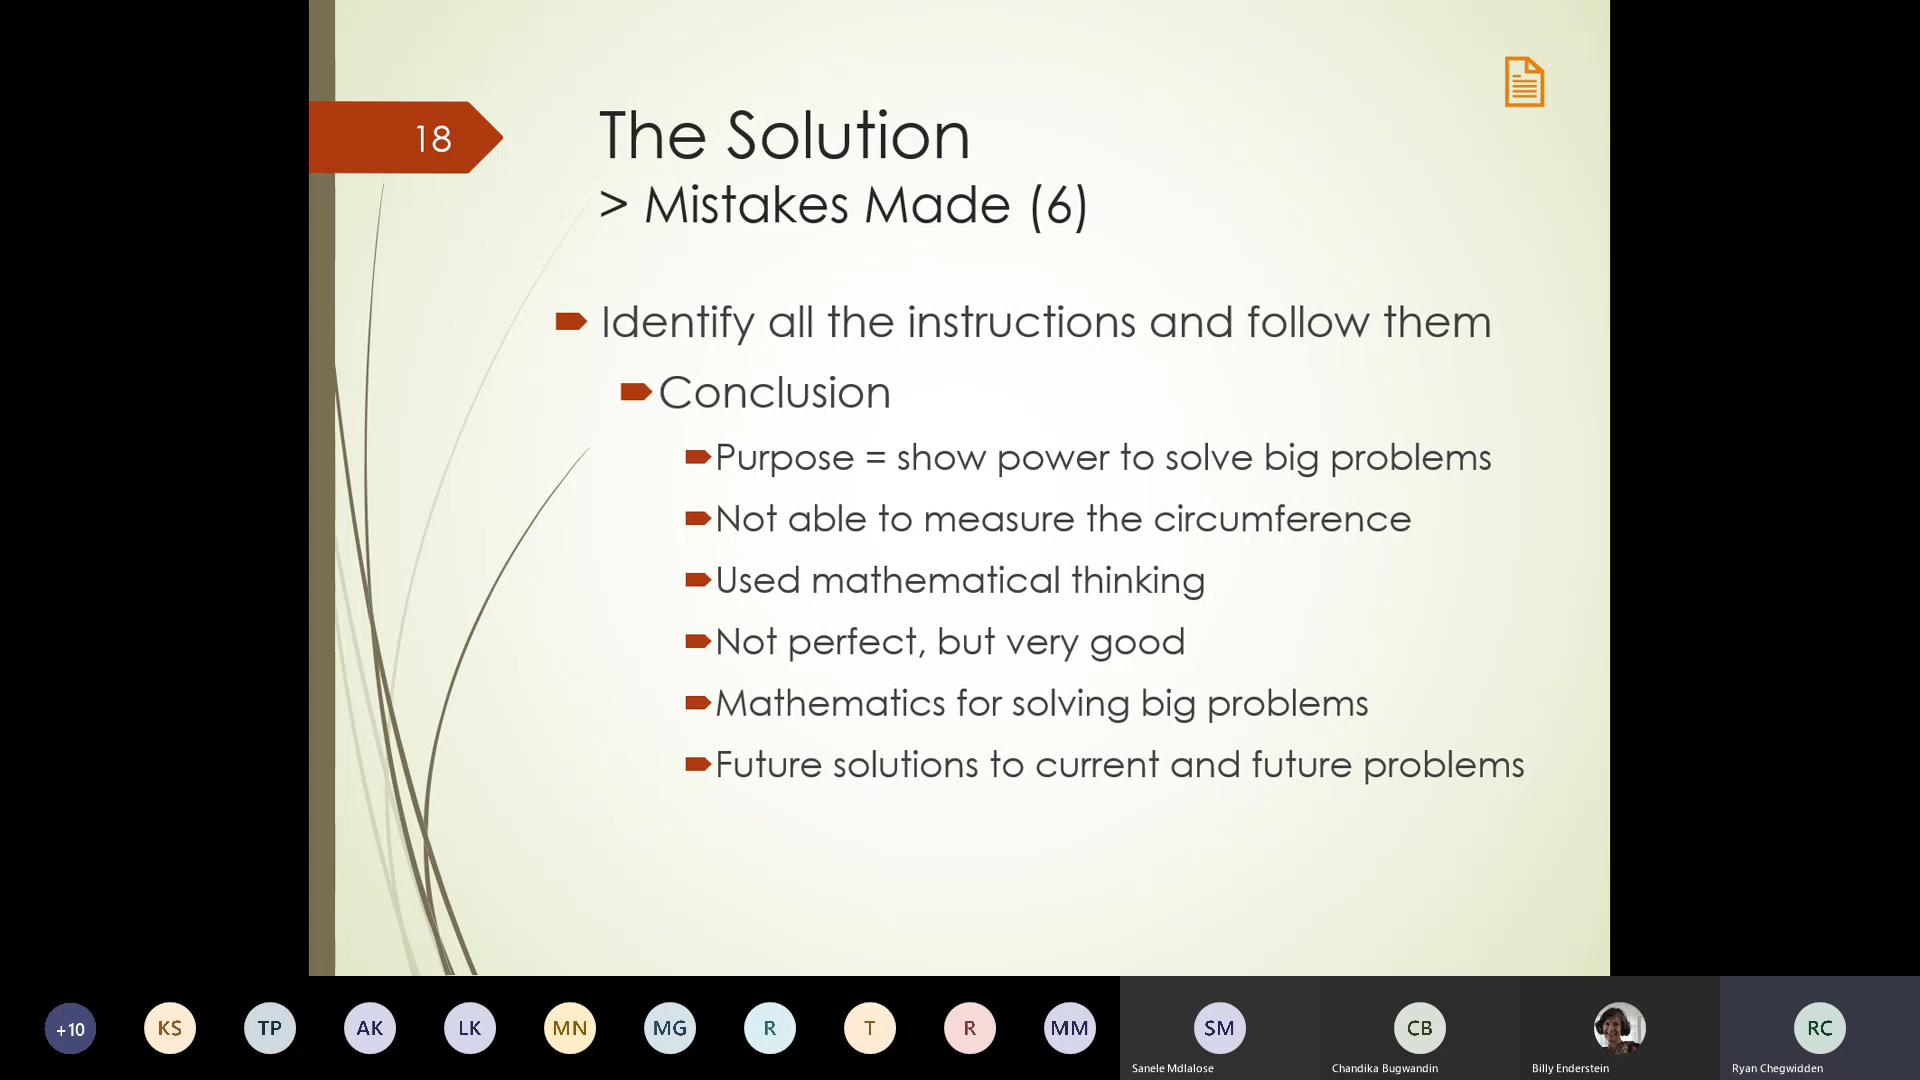 18
The Solution
> Mistakes Made (6)
Identify all the instructions and follow them
Conclusion
Purpose = show power to solve big problems
Not able to measure the circumference
Used mathematical thinking
Not perfect, but very good
Mathematics for solving big problems
Future solutions to current and future problems
+10 KS TP AK LK MN MG R T R MM SM CB RC
Sanele Mdlalose Chandika Bugwandin Billy Enderstein Ryan Chegwidden